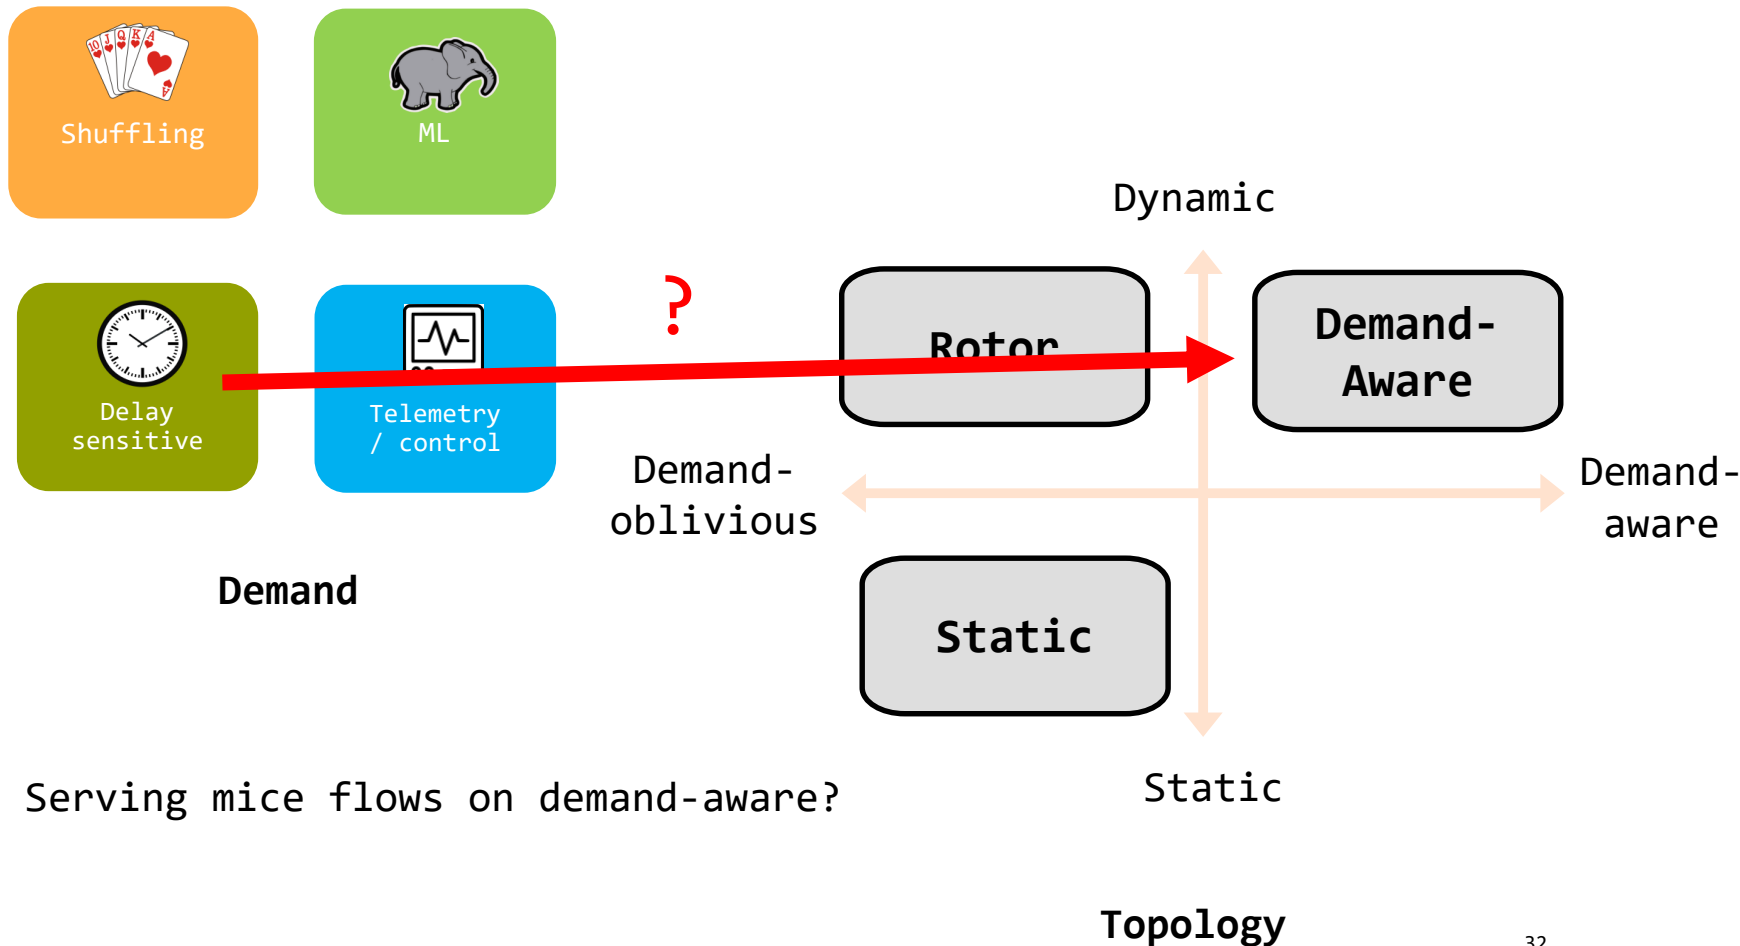 10 J Q K A
A
Shuffling
ML
Delay
sensitive
Telemetry
/ control
?
Dynamic
Rotor
Demand-
Aware
Demand-
oblivious
Demand-
aware
Static
Demand
Static
Serving mice flows on demand-aware?
Topology
32